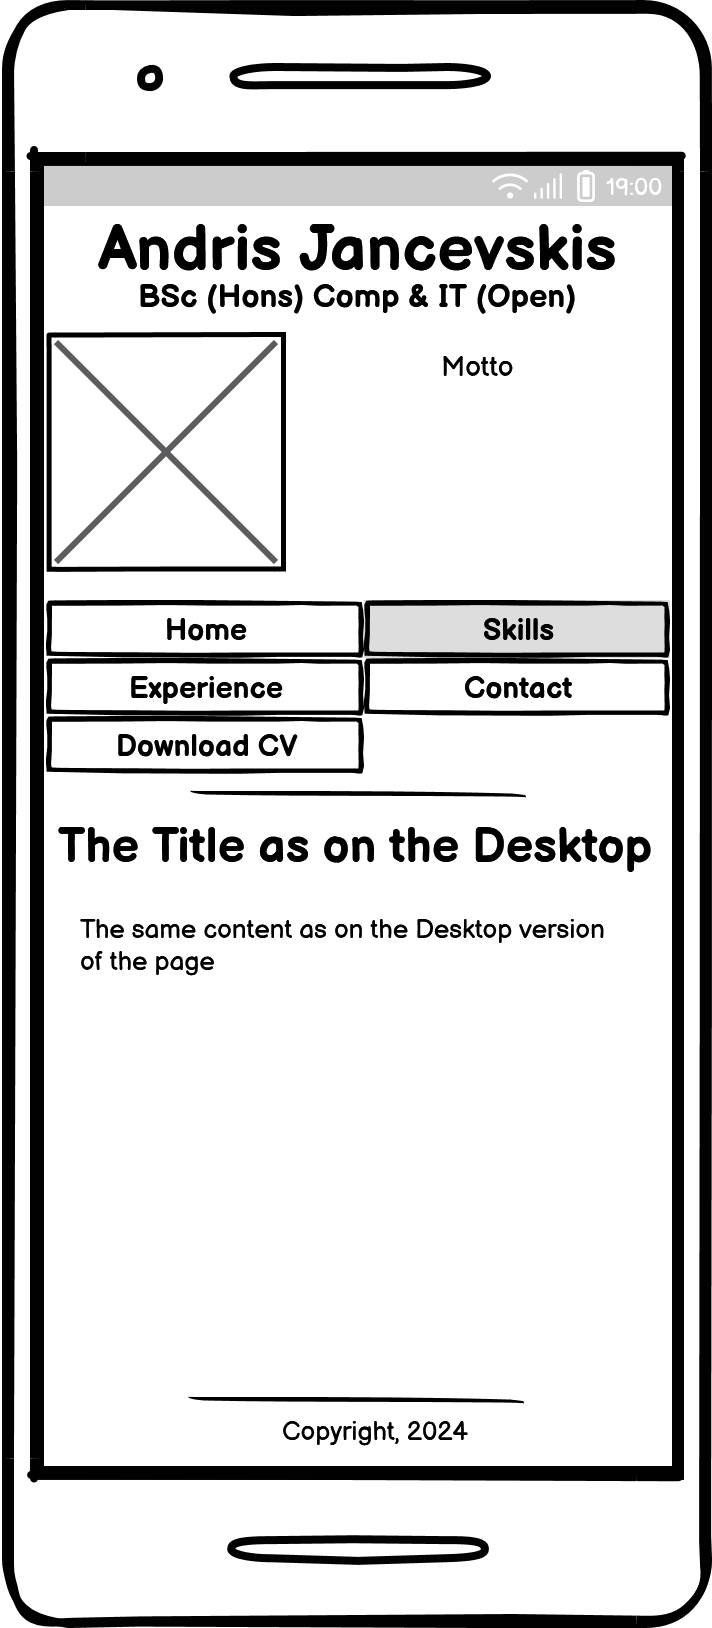 19:00
Andris Jancevskis
BSc (Hons) Comp & IT (Open)
Motto
Home
Skills
Experience
Contact
Download CV
The Title as on the Desktop
The same content as on the Desktop version
of the page
Copyright, 2024